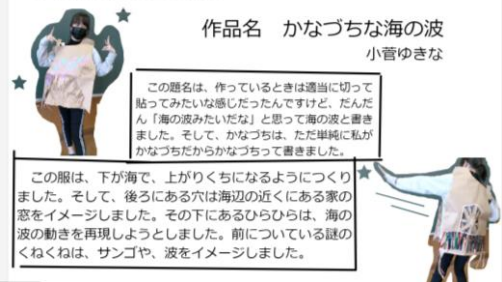 作品名　かなづちな海の波
小菅ゆきな
この題名は、作っているときは適当に切って
貼ってみたいな感じだったんですけど、だんだ
ん「海の波みたいだな」と思って海の波と書き
ました。そして、かなづちは、ただ単純に私が
かなづちだからかなづちって書きました。
この服は、下が海で、上がりくちになるようにつくり
ました。そして、後ろにある穴は海辺の近くにある家の
窓をイメージしました。その下にあるひらひらは、海の
波の動きを再現しようとしました。前についている謎の
くねくねは、サンゴや、波をイメージしました。